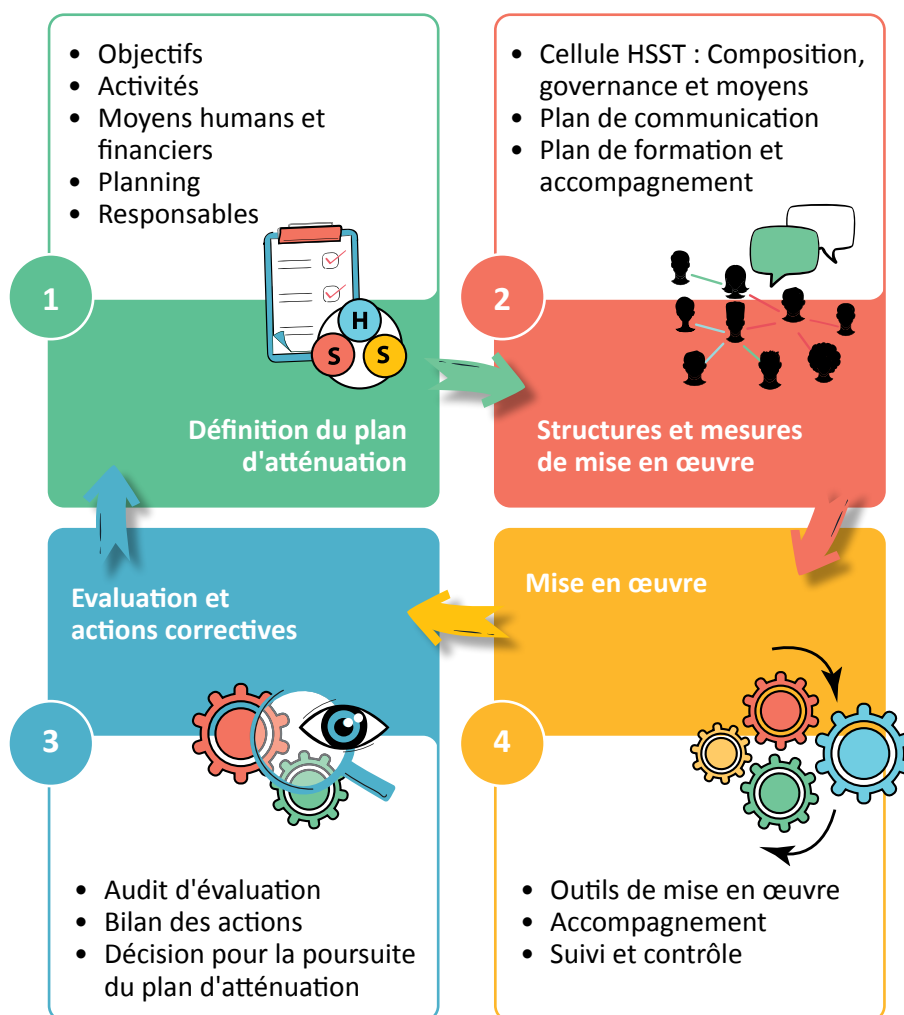 • Objectifs
• Activités
• Moyens humans et
financiers
• Planning
• Responsables
1
H
S S
Définition du plan
d'atténuation
• Cellule HSST : Composition,
governance et moyens
• Plan de communication
• Plan de formation et
accompagnement
2
Structures et mesures
de mise en œuvre
Evaluation et
actions correctives
3
• Audit d'évaluation
• Bilan des actions
• Décision pour la poursuite
du plan d'atténuation
Mise en œuvre
4
• Outils de mise en œuvre
• Accompagnement
• Suivi et contrôle